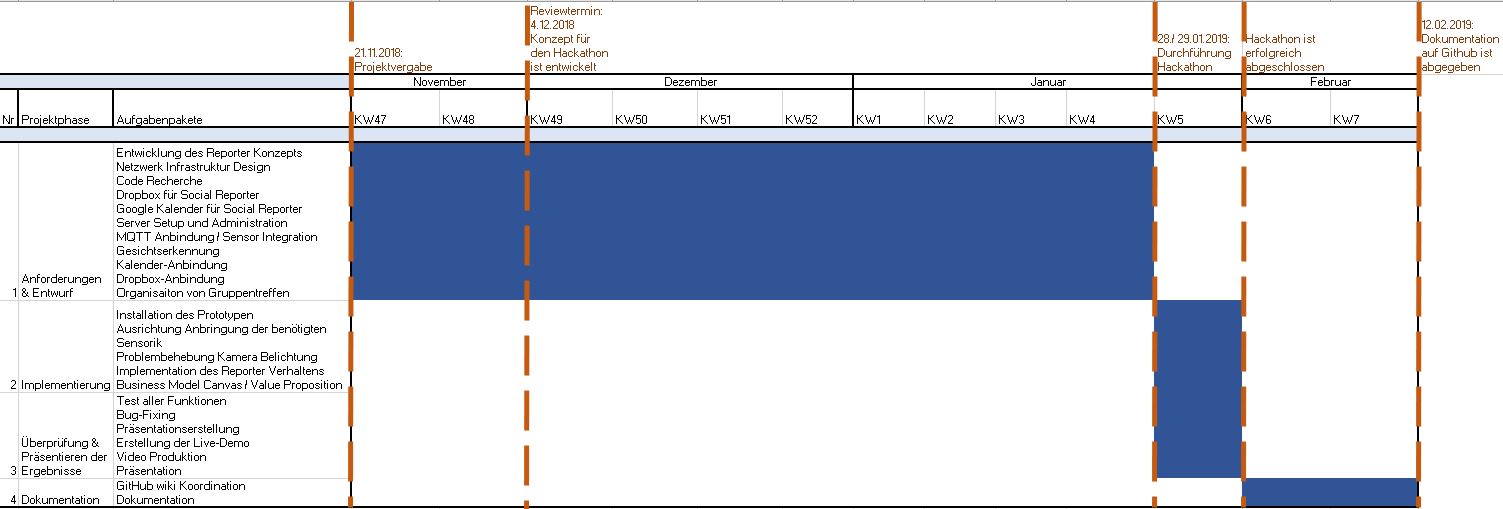 21.11.2018:
Projektvergabe
Reviewtermin:
4.12.2018
Konzept für
den Hackathon
ist entwickelt
28./ 29.01.2019:
Durchführung
Hackathon
Hackathon ist
erfolgreich
abgeschlossen
12.02.2019:
Dokumentation
auf Github ist
abgegeben
November
Dezember
Januar
Februar
Nr
Projektphase
Aufgabenpakete
KW47
KW48
KW49
KW50
KW51
KW52
KW1
KW2
KW3
KW4
KW5
KW6
KW7
1
Anforderungen
& Entwurf
Entwicklung des Reporter Konzepts
Netzwerk Infrastruktur Design
Code Recherche
Dropbox für Social Reporter
Google Kalender für Social Reporter
Server Setup und Administration
MQTT Anbindung/ Sensor Integration
Gesichtserkennung
Kalender-Anbindung
Dropbox-Anbindung
Organisaiton von Gruppentreffen
2
Implementierung
Installation des Prototypen
Ausrichtung Anbringung der benötigten
Sensorik
Problembehebung Kamera Belichtung
Implementation des Reporter Verhaltens
Business Model Canvas/ Value Proposition
3
Überprüfung &
Präsentieren der
Ergebnisse
Test aller Funktionen
Bug-Fixing
Präsentationserstellung
Erstellung der Live-Demo
Video Produktion
Präsentation
4
Dokumentation
GitHub wiki Koordination
Dokumentation